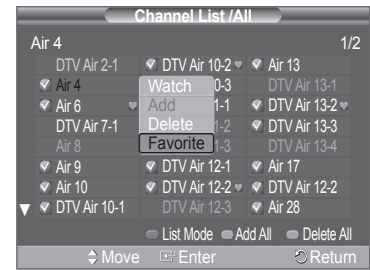 Channel List /All
Air 4 1/2
DTV Air 2-1 DTV Air 10-2 Air 13
Air 4 Watch 0-3 DTV Air 13-1
Air 6 Add 1-1 DTV Air 13-2
DTV Air 7-1 Delete 1-2 DTV Air 13-3
Air 8 Favorite 1-3 DTV Air 13-4
Air 9 DTV Air 12-1 Air 17
Air 10 DTV Air 12-2 DTV Air 12-2
DTV Air 10-1 DTV Air 12-3 Air 28
List Mode Add All Delete All
Move Enter Return